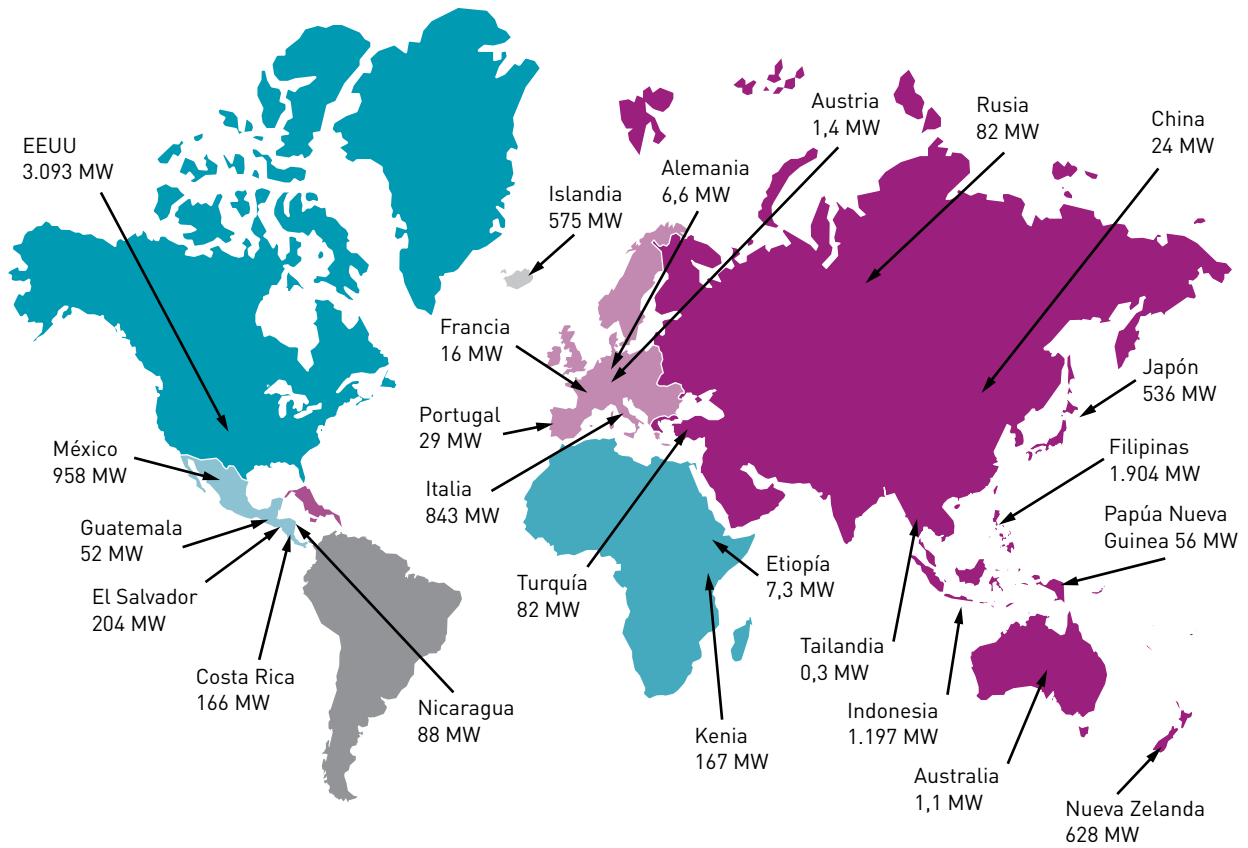 EEUU
3.093 MW
Islandia
575 MW
Alemania
6,6 MW
Austria
1,4 MW
Rusia
82 MW
China
24 MW
Francia
16 MW
Portugal
29 MW
Italia
843 MW
Turquía
82 MW
México
958 MW
Guatemala
52 MW
El Salvador
204 MW
Costa Rica
166 MW
Nicaragua
88 MW
Etiopía
7,3 MW
Kenia
167 MW
Japón
536 MW
Filipinas
1.904 MW
Papúa Nueva
Guinea 56 MW
Tailandia
0,3 MW
Indonesia
1.197 MW
Australia
1,1 MW
Nueva Zelanda
628 MW